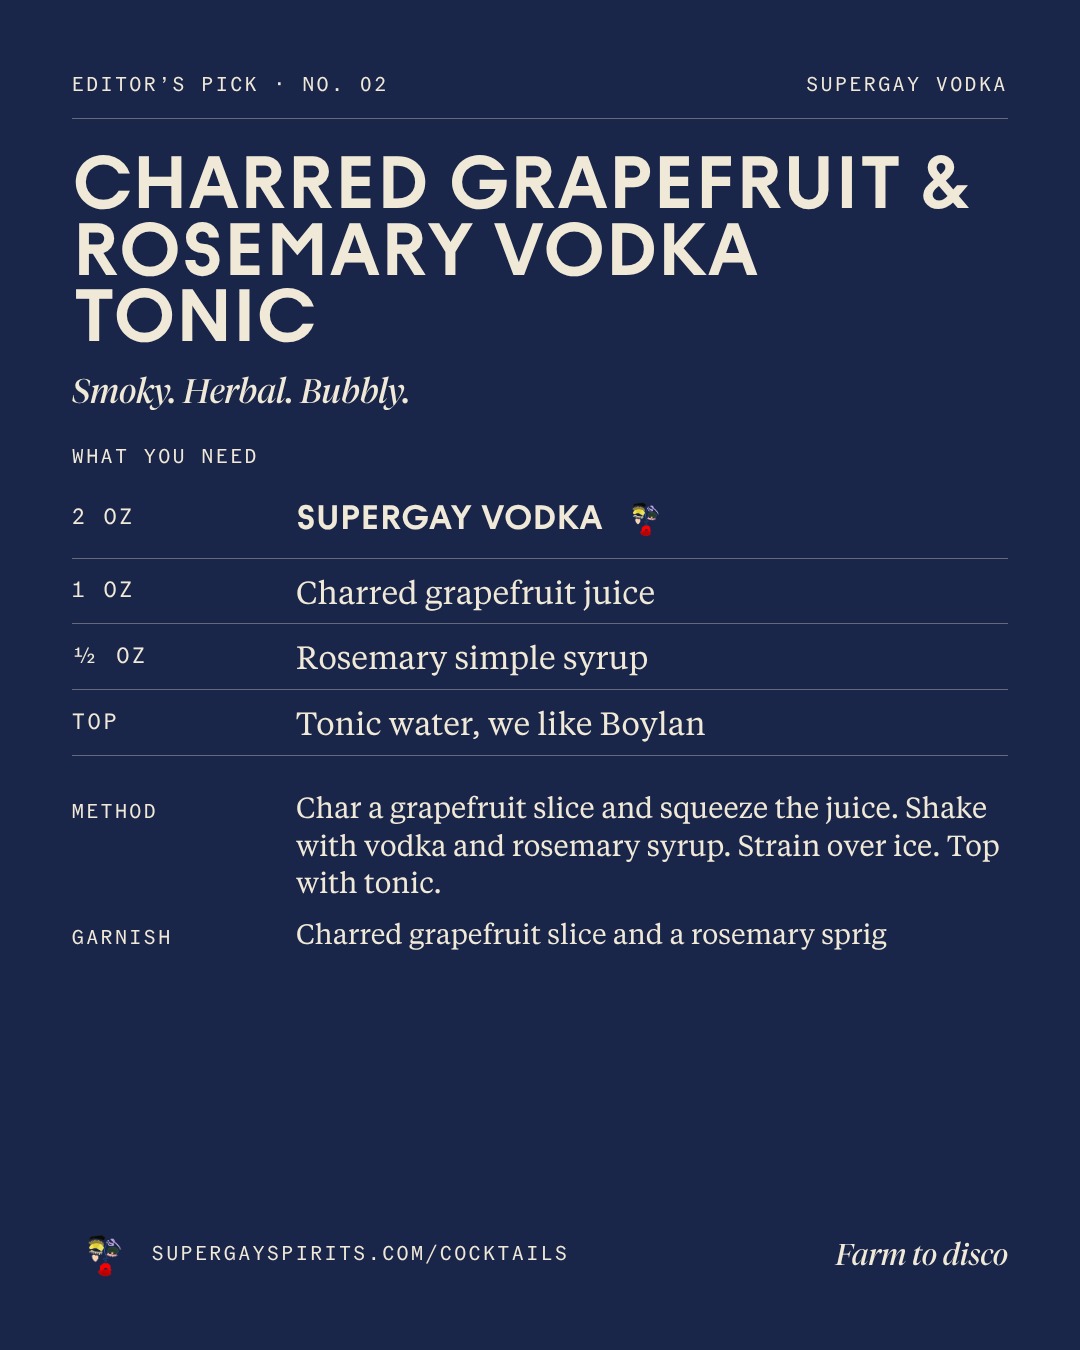 EDITOR’S PICK · NO. 02
SUPERGAY VODKA
CHARRED GRAPEFRUIT &
ROSEMARY VODKA
TONIC
Smoky. Herbal. Bubbly.
WHAT YOU NEED
2 OZ SUPERGAY VODKA
1 OZ Charred grapefruit juice
½ OZ Rosemary simple syrup
TOP Tonic water, we like Boylan
METHOD Char a grapefruit slice and squeeze the juice. Shake
with vodka and rosemary syrup. Strain over ice. Top
with tonic.
GARNISH Charred grapefruit slice and a rosemary sprig
SUPERGAYSPIRITS.COM/COCKTAILS
Farm to disco